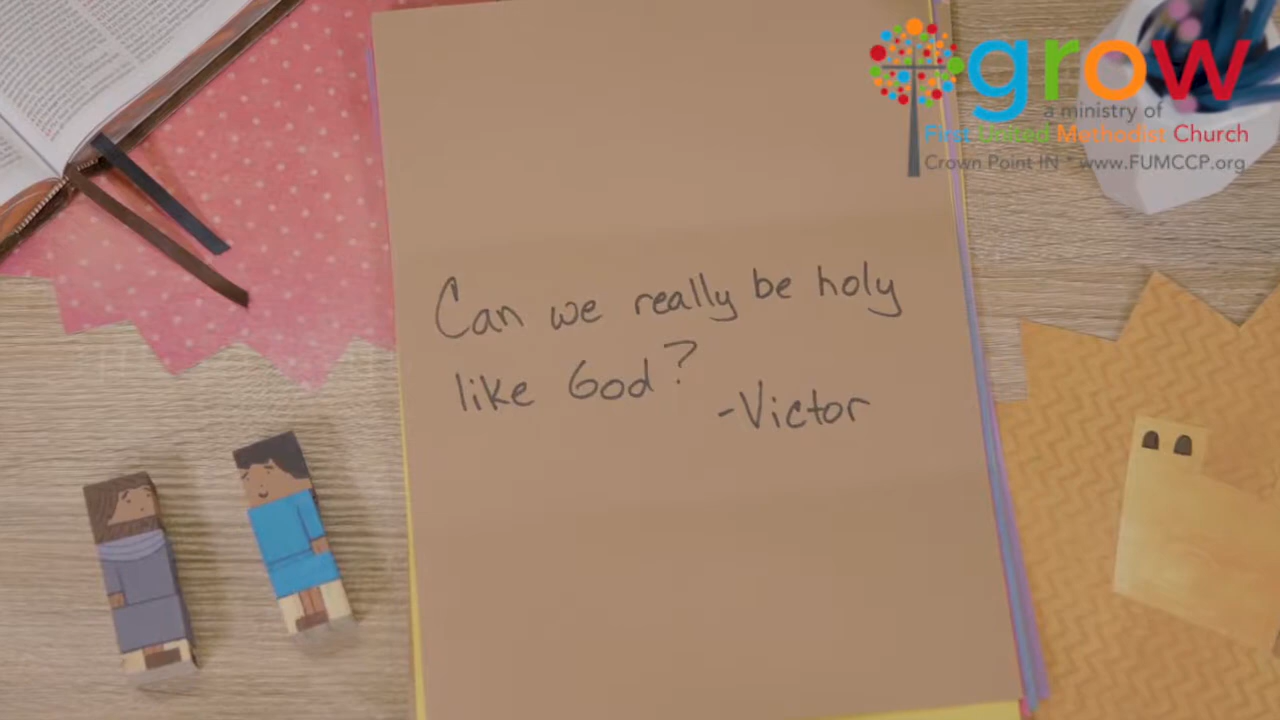 grow
a ministry of
First United Methodist Church
Crown Point IN * www.FUMCCP.org
Can we really be holy
like God?
-Victor